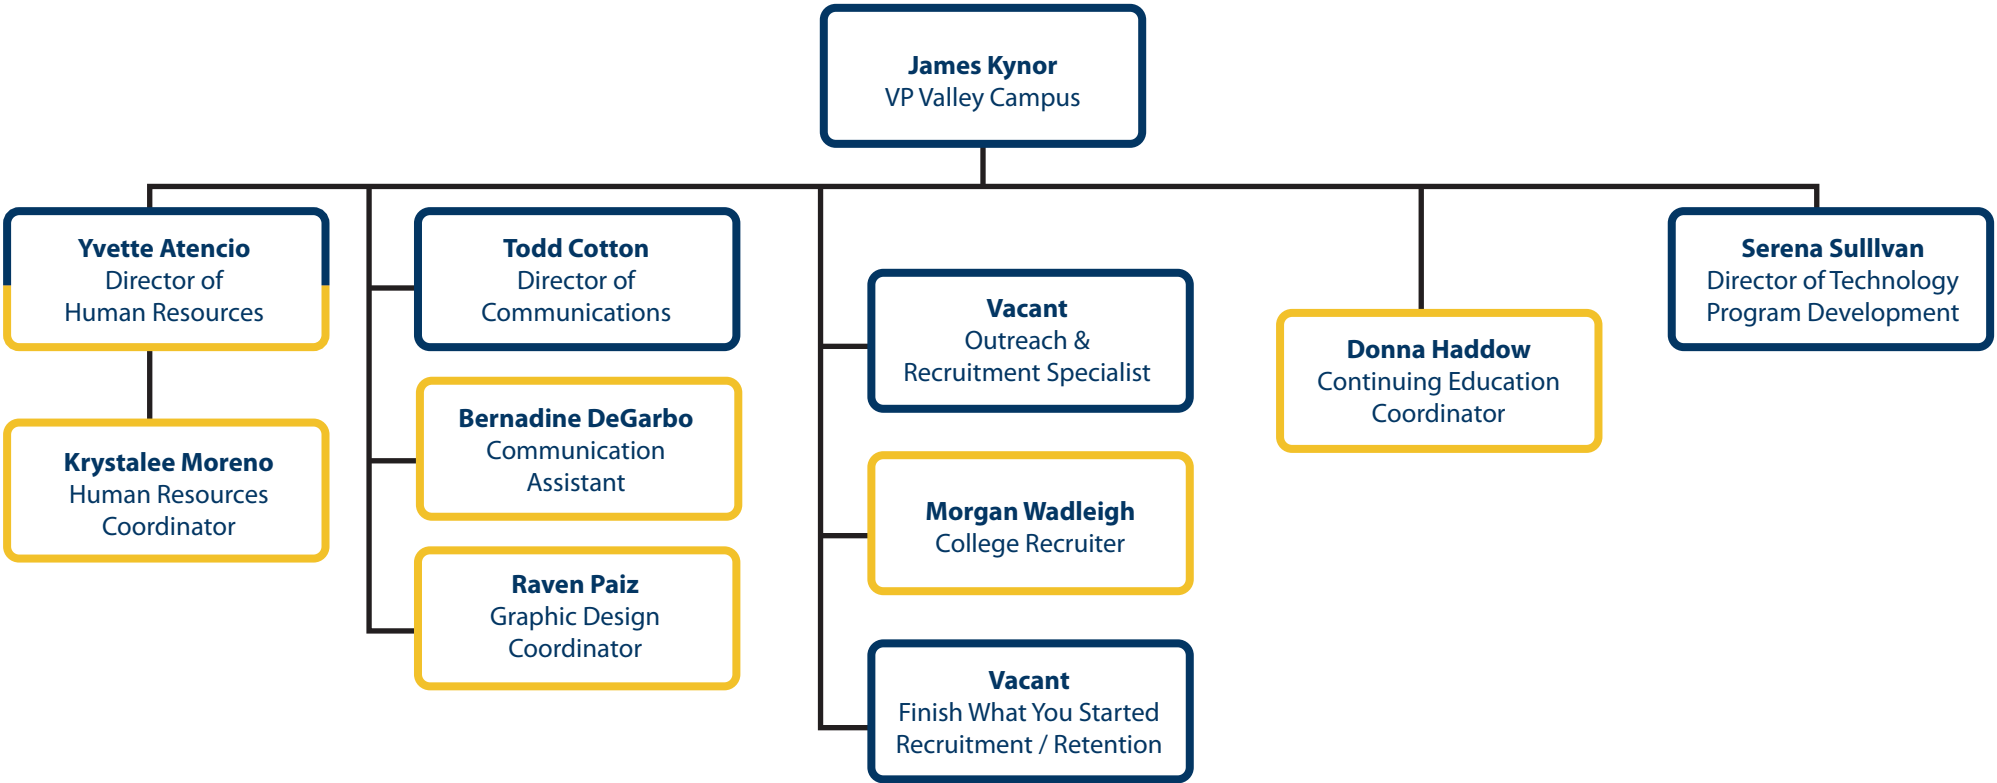 James Kynor
VP Valley Campus
Yvette Atencio
Director of
Human Resources
Krystalee Moreno
Human Resources
Coordinator
Todd Cotton
Director of
Communications
Bernadine DeGarbo
Communication
Assistant
Raven Paiz
Graphic Design
Coordinator
Vacant
Outreach &
Recruitment Specialist
Morgan Wadleigh
College Recruiter
Vacant
Finish What You Started
Recruitment / Retention
Donna Haddow
Continuing Education
Coordinator
Serena Sulllvan
Director of Technology
Program Development